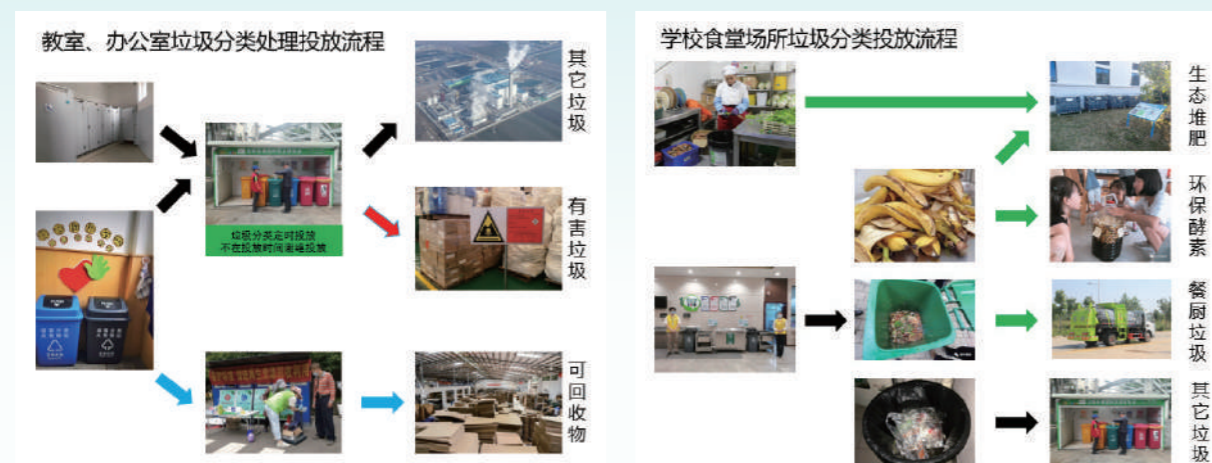 教室、办公室垃圾分类处理投放流程
其它垃圾
垃圾分类定时投放
不在投放时间谢绝投放
有害垃圾
可回收物
学校食堂场所垃圾分类投放流程
生态堆肥
环保酵素
餐厨垃圾
其它垃圾